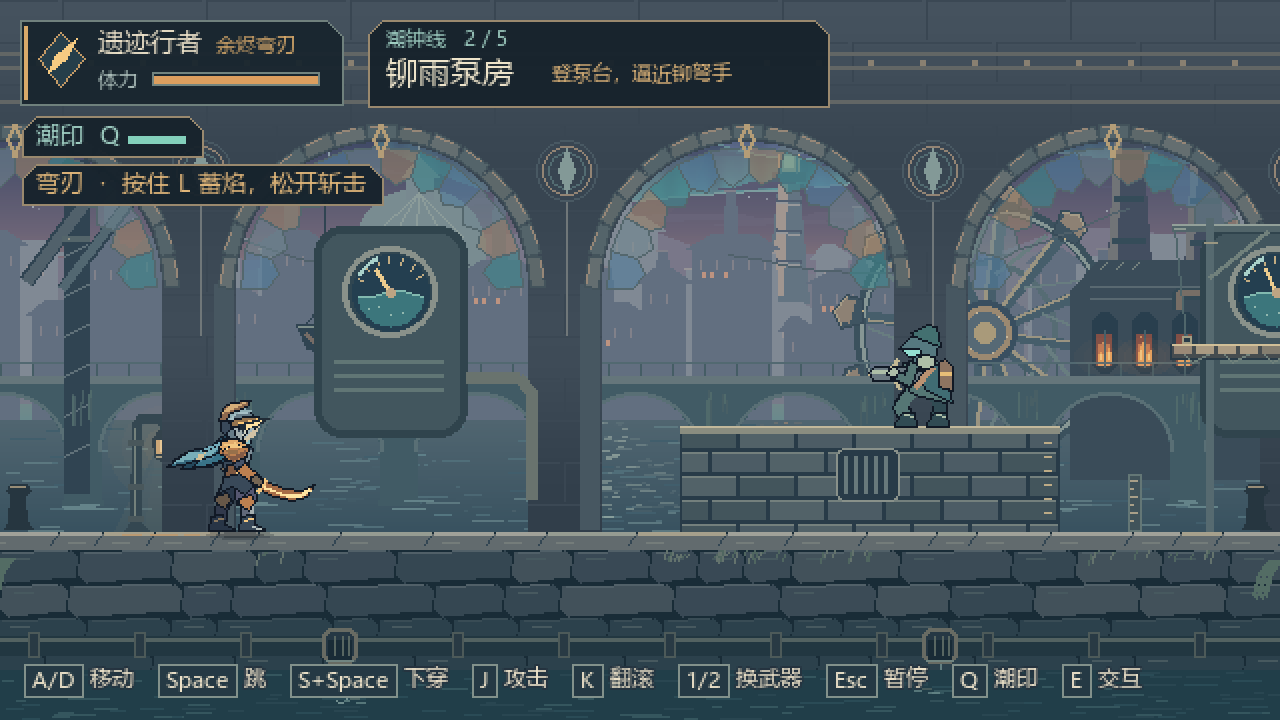 遗迹行者 余烬弯刃
体力
潮钟线 2 / 5
铆雨泵房 登泵台，逼近铆弩手
潮印 Q
弯刃 · 按住 L 蓄焰，松开斩击
A/D 移动 Space 跳 S+Space 下穿 J 攻击 K 翻滚 1/2 换武器 Esc 暂停 Q 潮印 E 交互